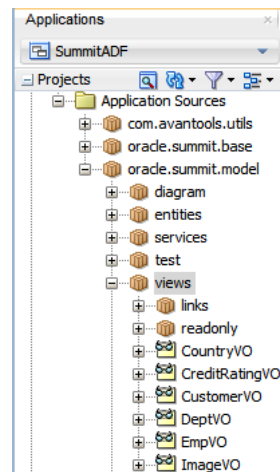 Applications
SummitADF
Projects
Application Sources
com.avantools.utils
oracle.summit.base
oracle.summit.model
diagram
entities
services
test
views
links
readonly
CountryVO
CreditRatingVO
CustomerVO
DeptVO
EmpVO
ImageVO